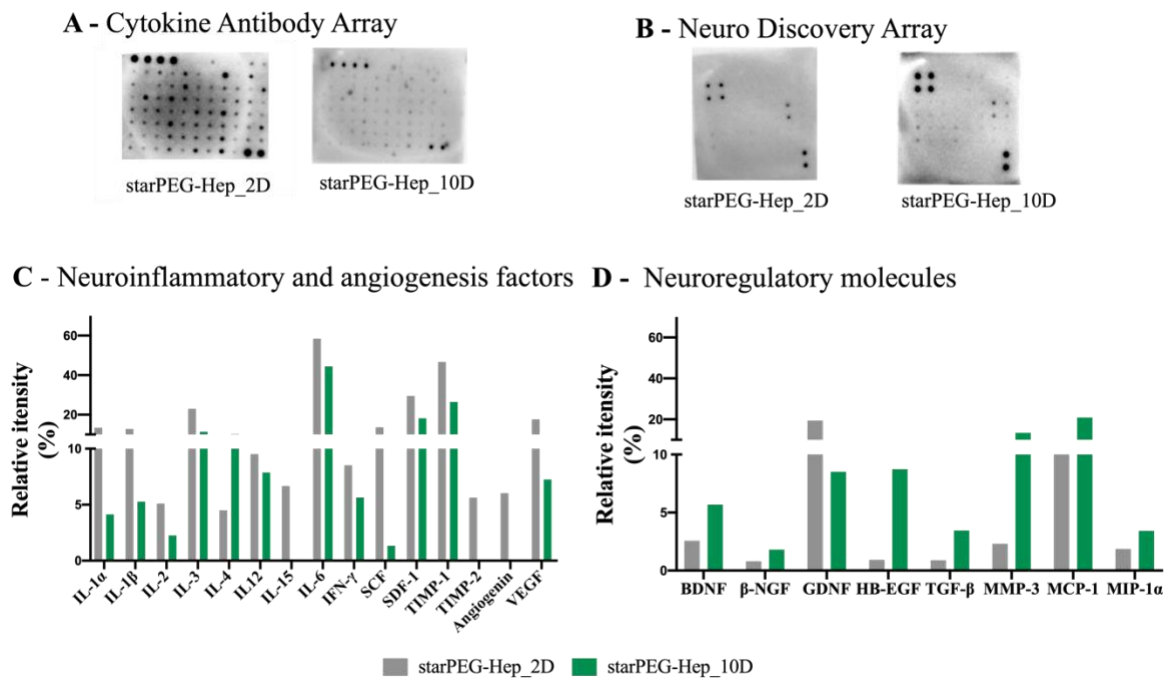 A - Cytokine Antibody Array
B - Neuro Discovery Array
starPEG-Hep_2D
starPEG-Hep_10D
starPEG-Hep_2D
starPEG-Hep_10D
C - Neuroinflammatory and angiogenesis factors
D - Neuroregulatory molecules
Relative itensity
(%)
60
40
20
10
5
0
IL-1α
IL-1β
IL-2
IL-3
IL-4
IL12
IL-15
IL-6
IFN-γ
SCF
SDF-1
TIMP-1
TIMP-2
Angiogenin
VEGF
Relative itensity
(%)
60
40
20
10
5
0
BDNF
β-NGF
GDNF
HB-EGF
TGF-β
MMP-3
MCP-1
MIP-1α
starPEG-Hep_2D
starPEG-Hep_10D